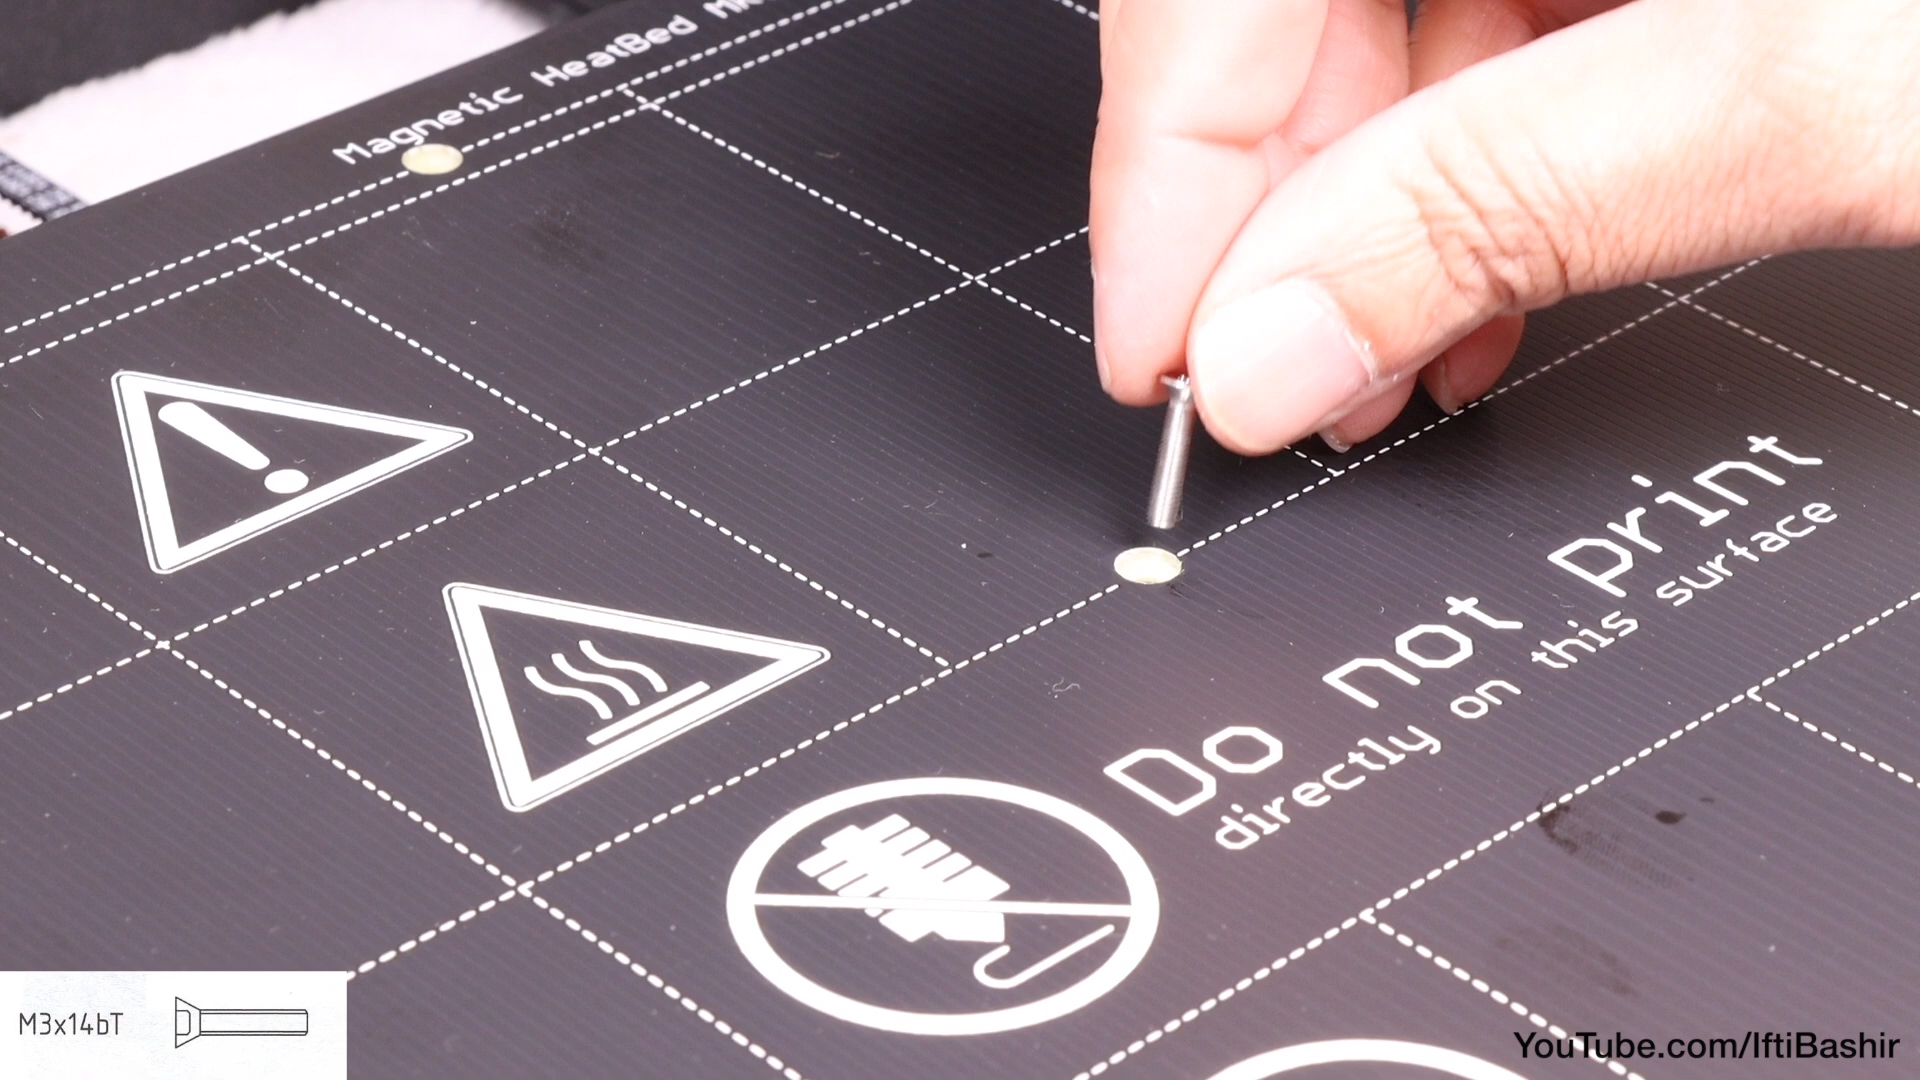 Magnetic HeatBed
Do not print
directly on this surface
M3x14bT
YouTube.com/IftiBashir